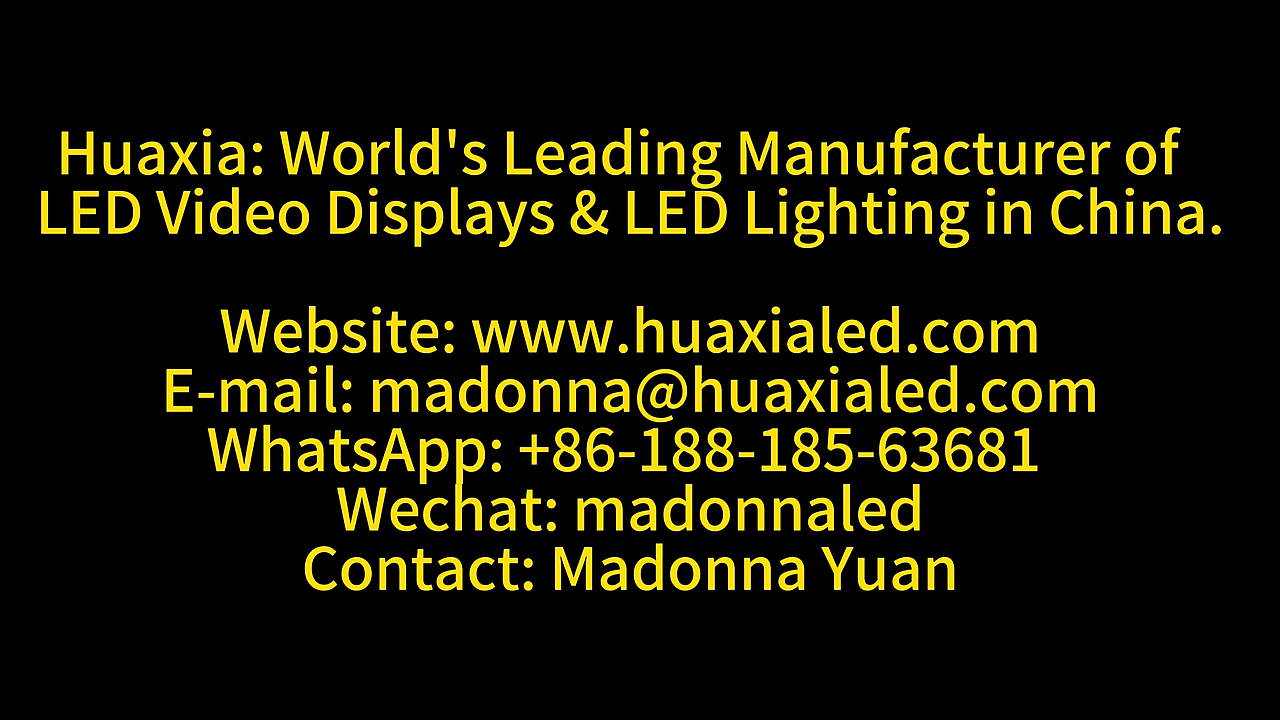 Huaxia: World's Leading Manufacturer of
LED Video Displays & LED Lighting in China.
Website: www.huaxialed.com
E-mail: madonna@huaxialed.com
WhatsApp: +86-188-185-63681
Wechat: madonnaled
Contact: Madonna Yuan